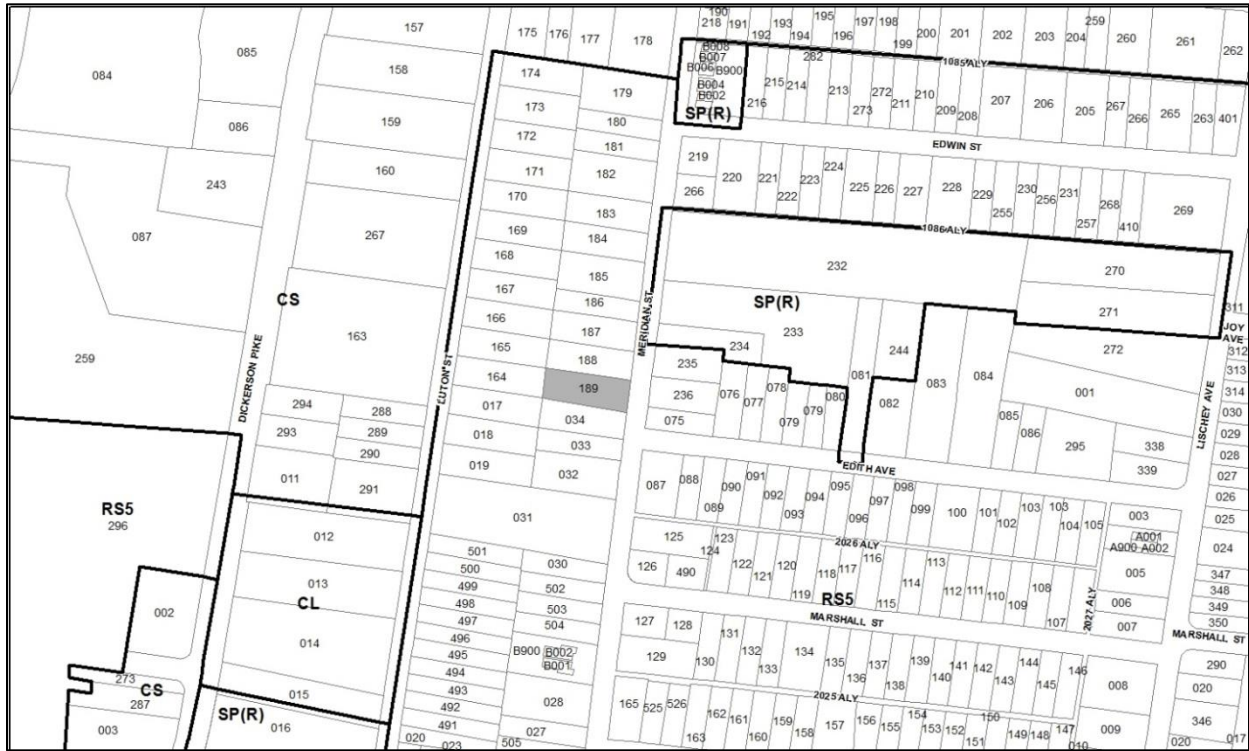 190
157 175 176 177 178 218 191 192 193 194 195 196 197 198 199 200 201 202 203 204 259 260 261 262
085
084
158
174 179
B008
B007
B006 B900
B004
B002
SP(R)
282
1085 ALY
215 214 216 213 273 272 211 210 209 208 207 206 205 267 266 265 263 401
086
159
173 180
172 181
EDWIN ST
243
160
171 182
219
266
220 221 222 223 224 225 226 227 228 229 255 230 256 231 257 268 410 269
087
267
170 183
169 184
168 185
1086 ALY
232
270
CS
167 186
SP(R)
271
163
166 187
MERIDIAN ST
233
234
311
JOY AVE
259
DICKERSON PIKE
LUTON ST
165 188
235
081
244
272
312
313
164 189
236
076 077 078 079 079 080
082
083
084
001
314
294 288
017 034
075
085 086
030
293 289
290
018 033
295
338
339
LISCHEY AVE
029
028
011 291
019 032
EDITH AVE
027
087 088 089 090 091 092 093 094 095 096 097 098 099 100 101 102 103 103 104 105
026
RS5
296
031
003
025
012
125
123
124
2026 ALY
A001
A900 A002
024
501
500
030
126 490
122 121 120 119 118 117 116 115 114 113 112 111 110 109 108 107
005
347
013
499
502
RS5
2027 ALY
348
CL
498
503
006
349
002
497
504
127 128
MARSHALL ST
007
350
014
496
B900 B002
B001
129
130 131 132 133 134 135 136 137 138 139 140 141 142 143 144 145 146
MARSHALL ST
495
290
494
008
020
273
015
493
028
2025 ALY
CS
287
492
165 525 526 163 162 161 160 159 158 157 156 155 154 153 152 151 150 149 148 147
346
003
SP(R)
016
491
027
009
020 023 505
010
020 017